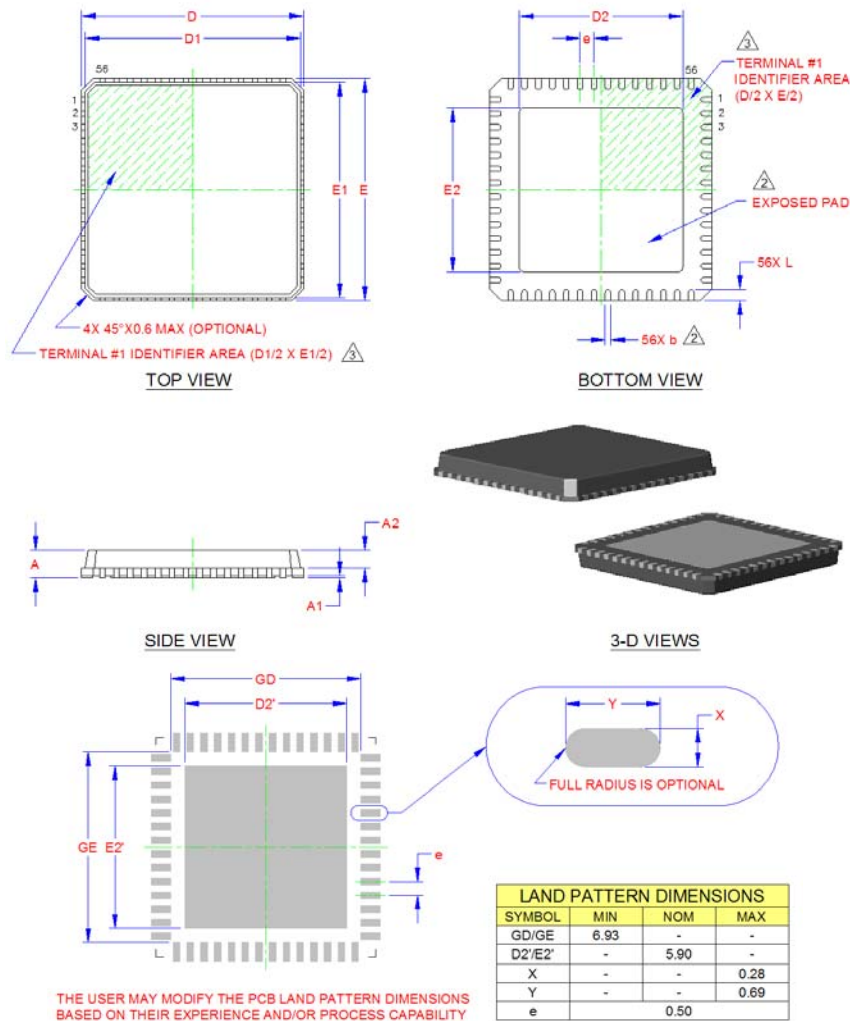 D
D1
56
1
2
3
E1
E
4X 45°X0.6 MAX (OPTIONAL)
TERMINAL #1 IDENTIFIER AREA (D1/2 X E1/2) 3
TOP VIEW
D2
e
56
3
TERMINAL #1
IDENTIFIER AREA
(D/2 X E/2)
1
2
3
E2
2
EXPOSED PAD
56X L
56X b 2
BOTTOM VIEW
A
A2
A1
SIDE VIEW
3-D VIEWS
GD
D2'
GE
E2'
e
Y
X
FULL RADIUS IS OPTIONAL
LAND PATTERN DIMENSIONS
SYMBOL MIN NOM MAX
GD/GE 6.93 - -
D2'/E2' - 5.90 -
X - - 0.28
Y - - 0.69
e 0.50
THE USER MAY MODIFY THE PCB LAND PATTERN DIMENSIONS
BASED ON THEIR EXPERIENCE AND/OR PROCESS CAPABILITY